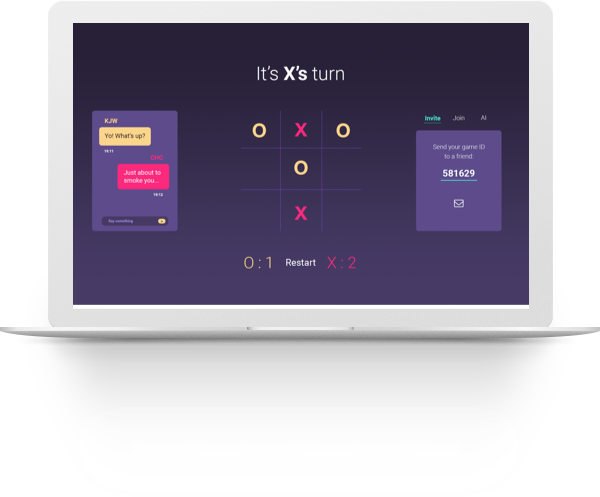 It's X's turn
KJW
Yo! What's up?
19:11
CHC
Just about to
smoke you...
19:12
Say something
O X O
O
X
O : 1 Restart X : 2
Invite Join AI
Send your game ID
to a friend:
581629